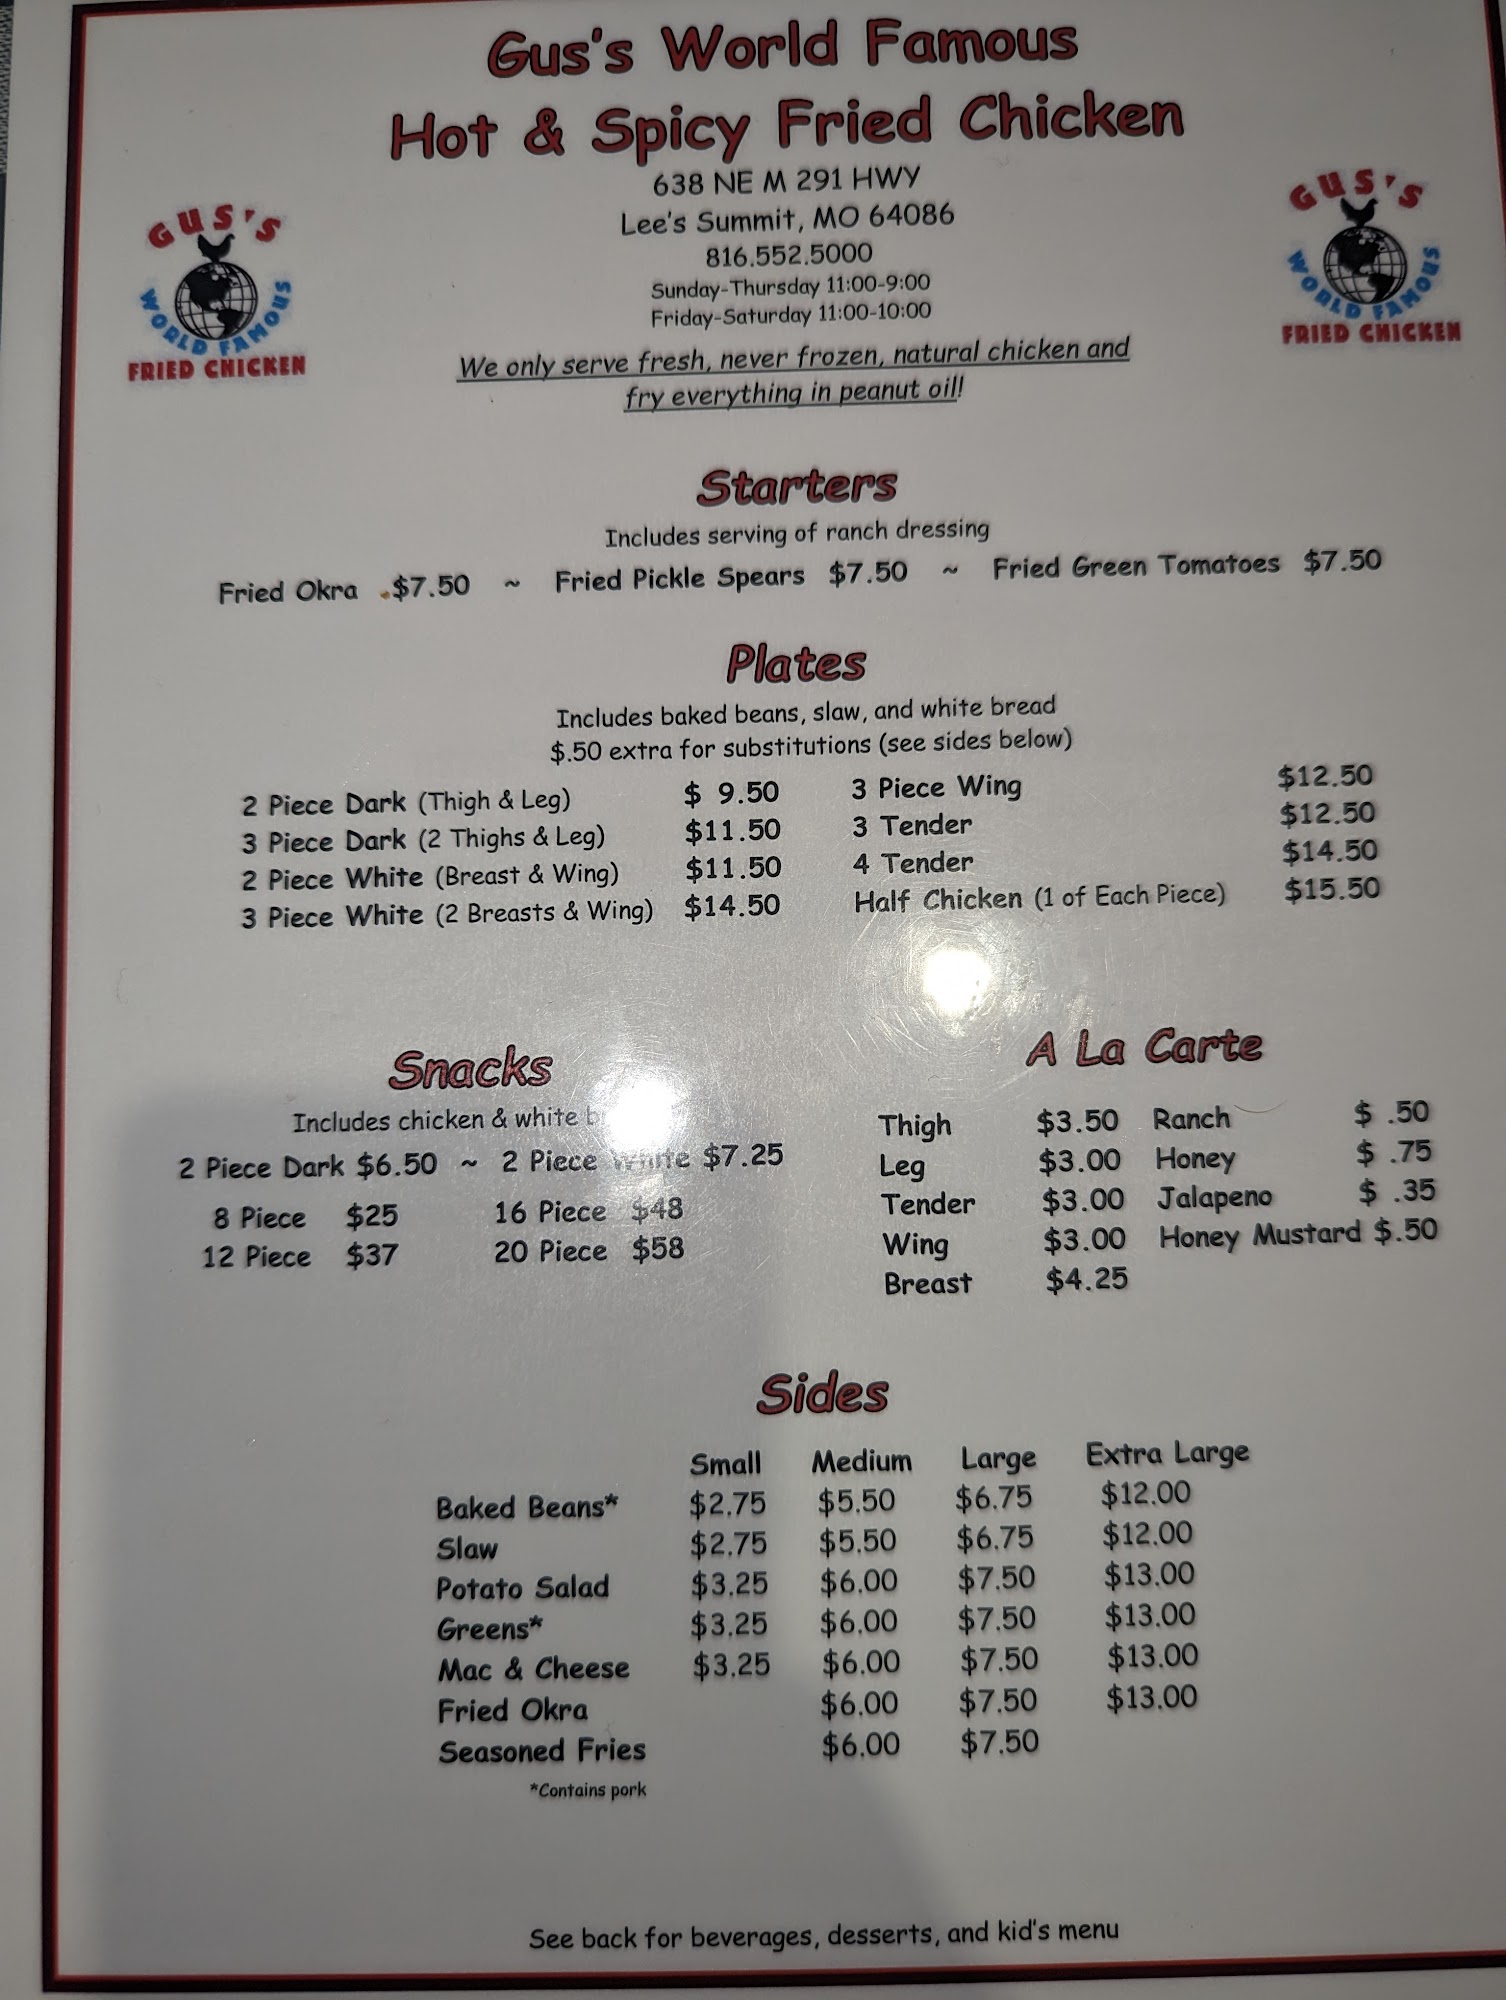 Gus's World Famous
Hot & Spicy Fried Chicken
638 NE M 291 HWY
Lee's Summit, MO 64086
816.552.5000
Sunday-Thursday 11:00-9:00
Friday-Saturday 11:00-10:00
GUS'S
WORLD FAMOUS
FRIED CHICKEN
GUS'S
WORLD FAMOUS
FRIED CHICKEN
We only serve fresh, never frozen, natural chicken and
fry everything in peanut oil!
Starters
Includes serving of ranch dressing
Fried Okra $7.50 ~ Fried Pickle Spears $7.50 ~ Fried Green Tomatoes $7.50
Plates
Includes baked beans, slaw, and white bread
$.50 extra for substitutions (see sides below)
2 Piece Dark (Thigh & Leg) $ 9.50
3 Piece Dark (2 Thighs & Leg) $11.50
2 Piece White (Breast & Wing) $11.50
3 Piece White (2 Breasts & Wing) $14.50
3 Piece Wing $12.50
3 Tender $12.50
4 Tender $14.50
Half Chicken (1 of Each Piece) $15.50
Snacks
Includes chicken & white
2 Piece Dark $6.50 ~ 2 Piece White $7.25
8 Piece $25 16 Piece $48
12 Piece $37 20 Piece $58
A La Carte
Thigh $3.50 Ranch $ .50
Leg $3.00 Honey $ .75
Tender $3.00 Jalapeno $ .35
Wing $3.00 Honey Mustard $.50
Breast $4.25
Sides
Small Medium Large Extra Large
Baked Beans* $2.75 $5.50 $6.75 $12.00
Slaw $2.75 $5.50 $6.75 $12.00
Potato Salad $3.25 $6.00 $7.50 $13.00
Greens* $3.25 $6.00 $7.50 $13.00
Mac & Cheese $3.25 $6.00 $7.50 $13.00
Fried Okra $6.00 $7.50 $13.00
Seasoned Fries $6.00 $7.50
*Contains pork
See back for beverages, desserts, and kid's menu